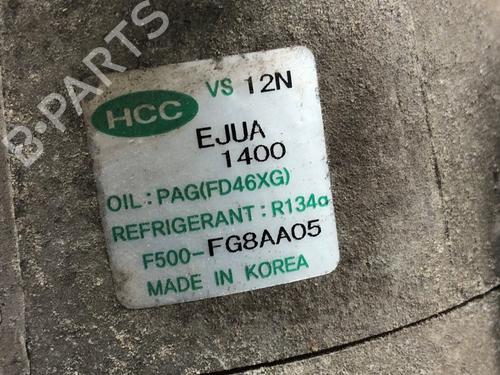 B-PARTS
HCC VS 12N
EJUA
1400
OIL : PAG(FD46XG)
REFRIGERANT : R134a
F500-FG8AA05
MADE IN KOREA